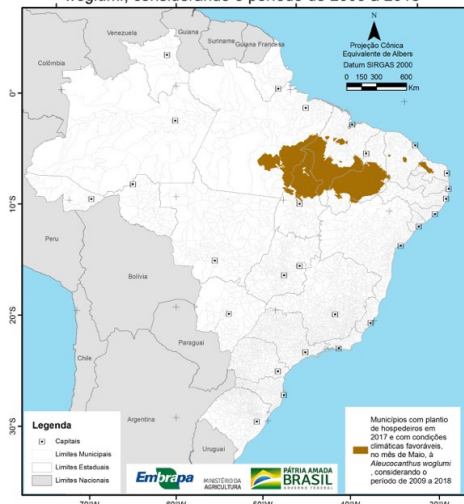 woglumi, considerando o período de 2009 a 2018
Venezuela
Guiana
Suriname
Guiana Francesa
Colômbia
Projeção Cônica
Equivalente de Albers
Datum SIRGAS 2000
0 150 300 600
Km
0°
10°S
Peru
Bolívia
20°S
Paraguai
Chile
Argentina
30°S
Uruguai
Legenda
Capitais
Limites Municipais
Limites Estaduais
Limites Nacionais
Embrapa
MINISTÉRIO DA
AGRICULTURA
PÁTRIA AMADA
BRASIL
GOVERNO FEDERAL
Municípios com plantio
de hospedeiros em
2017 e com condições
climáticas favoráveis,
no mês de Maio, à
Aleurocanthus woglumi
, considerando o
período de 2009 a 2018